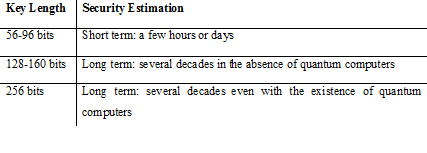 Key Length Security Estimation
56-96 bits Short term: a few hours or days
128-160 bits Long term: several decades in the absence of quantum computers
256 bits Long term: several decades even with the existence of quantum
computers